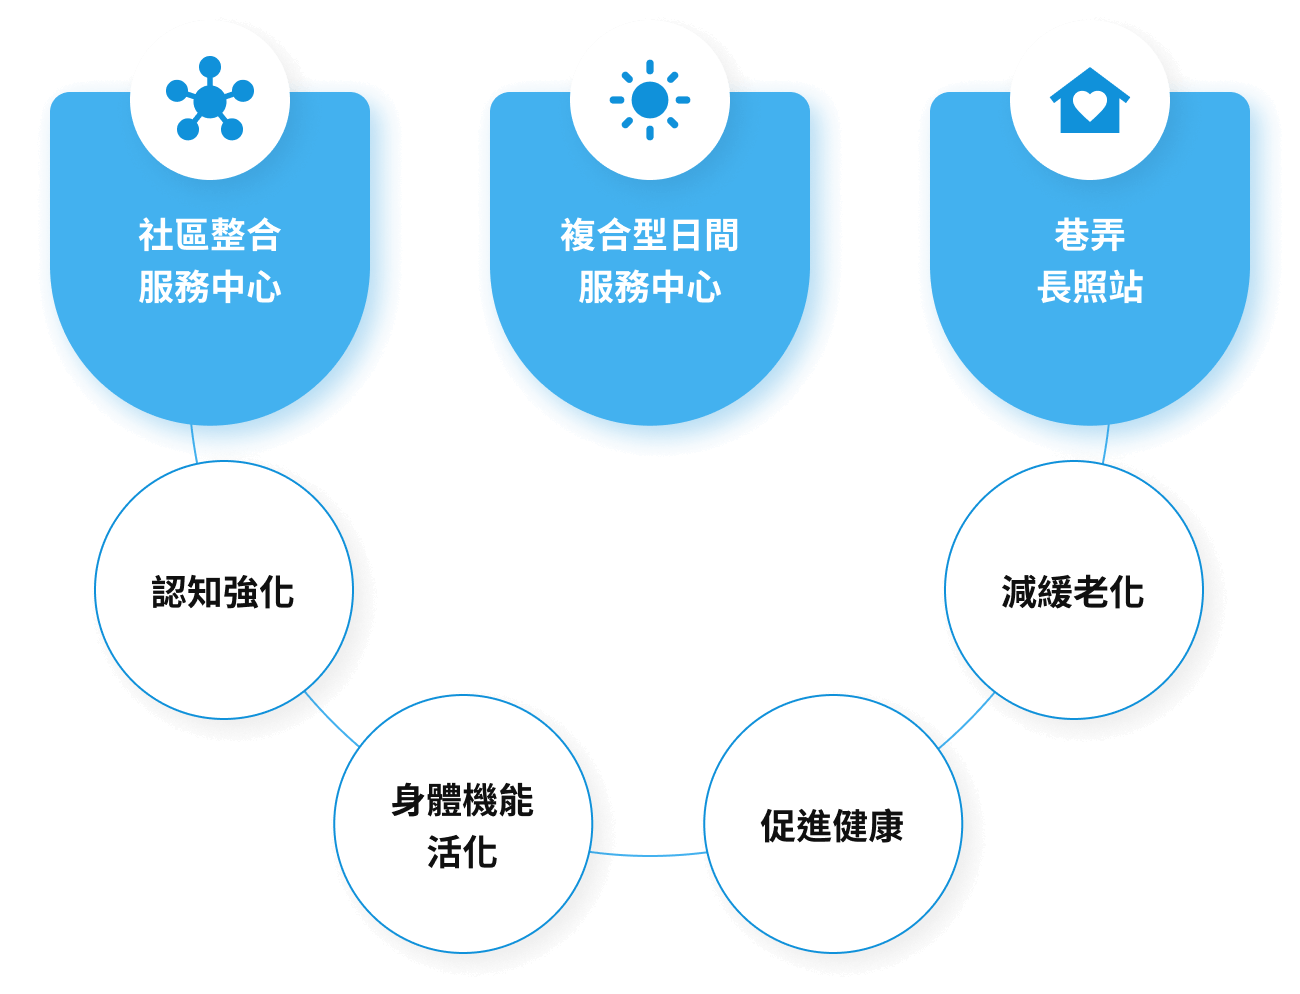 社區整合
服務中心
複合型日間
服務中心
巷弄
長照站
認知強化
減緩老化
身體機能
活化
促進健康